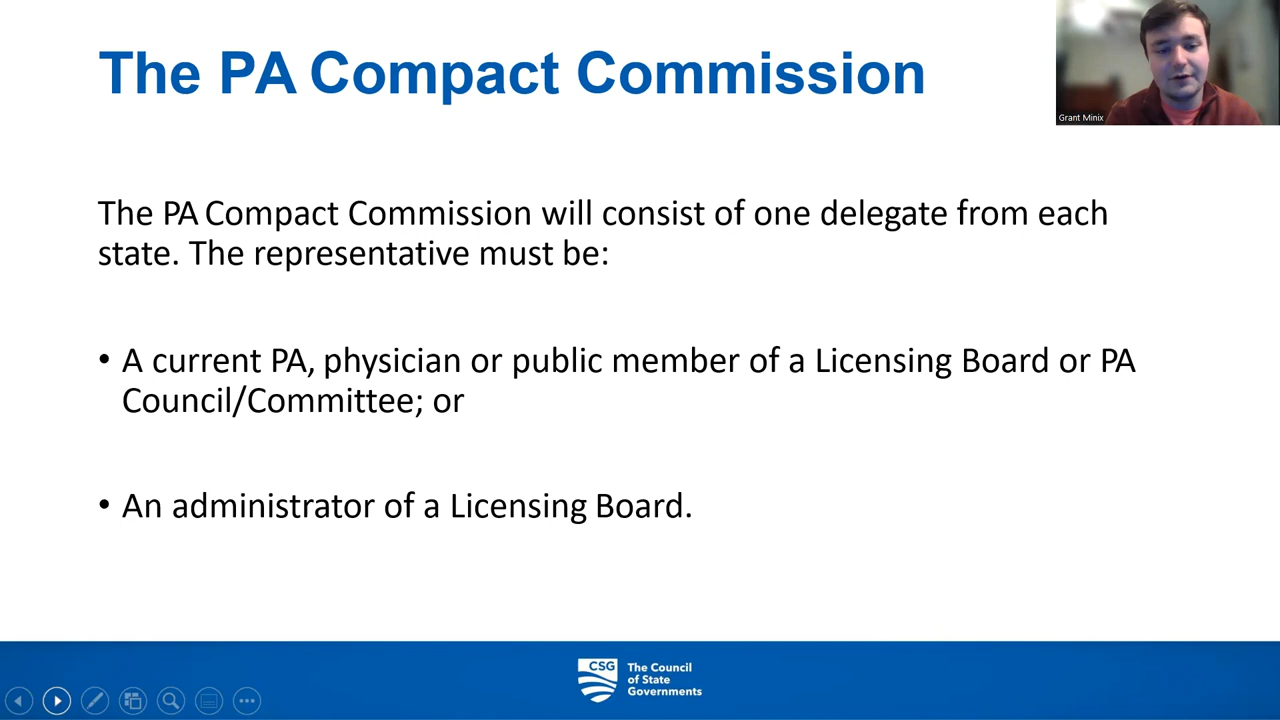 The PA Compact Commission
Grant Minix
The PA Compact Commission will consist of one delegate from each
state. The representative must be:
• A current PA, physician or public member of a Licensing Board or PA
Council/Committee; or
• An administrator of a Licensing Board.
CSG
The Council
of State
Governments